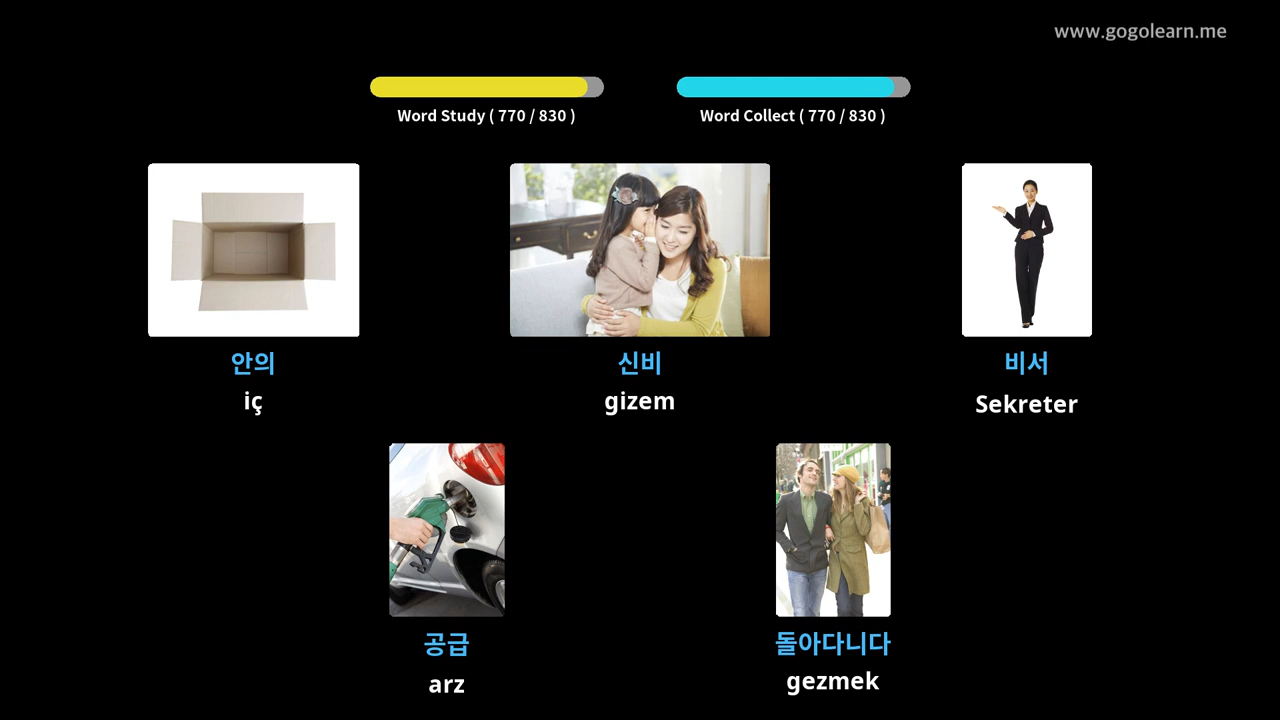 www.gogolearn.me
Word Study ( 770 / 830 )
Word Collect ( 770 / 830 )
안의
iç
신비
gizem
비서
Sekreter
공급
arz
돌아다니다
gezmek